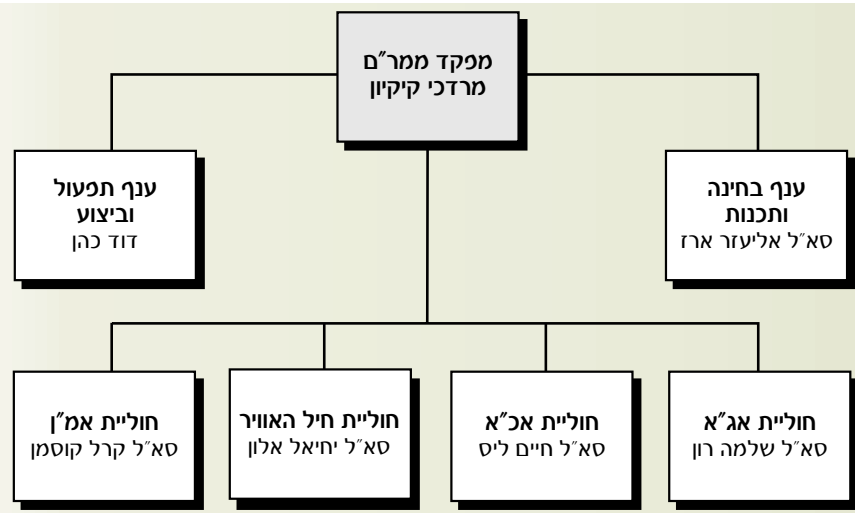 מפקד ממר״ם
מרדכי קיקיון
ענף בחינה
ותכנות
סא״ל אליעזר ארז
ענף תפעול
וביצוע
דוד כהן
חוליית אג״א
סא״ל שלמה רון
חוליית אכ״א
סא״ל חיים ליס
חוליית חיל האוויר
סא״ל יחיאל אלון
חוליית אמ״ן
סא״ל קרל קוסמן